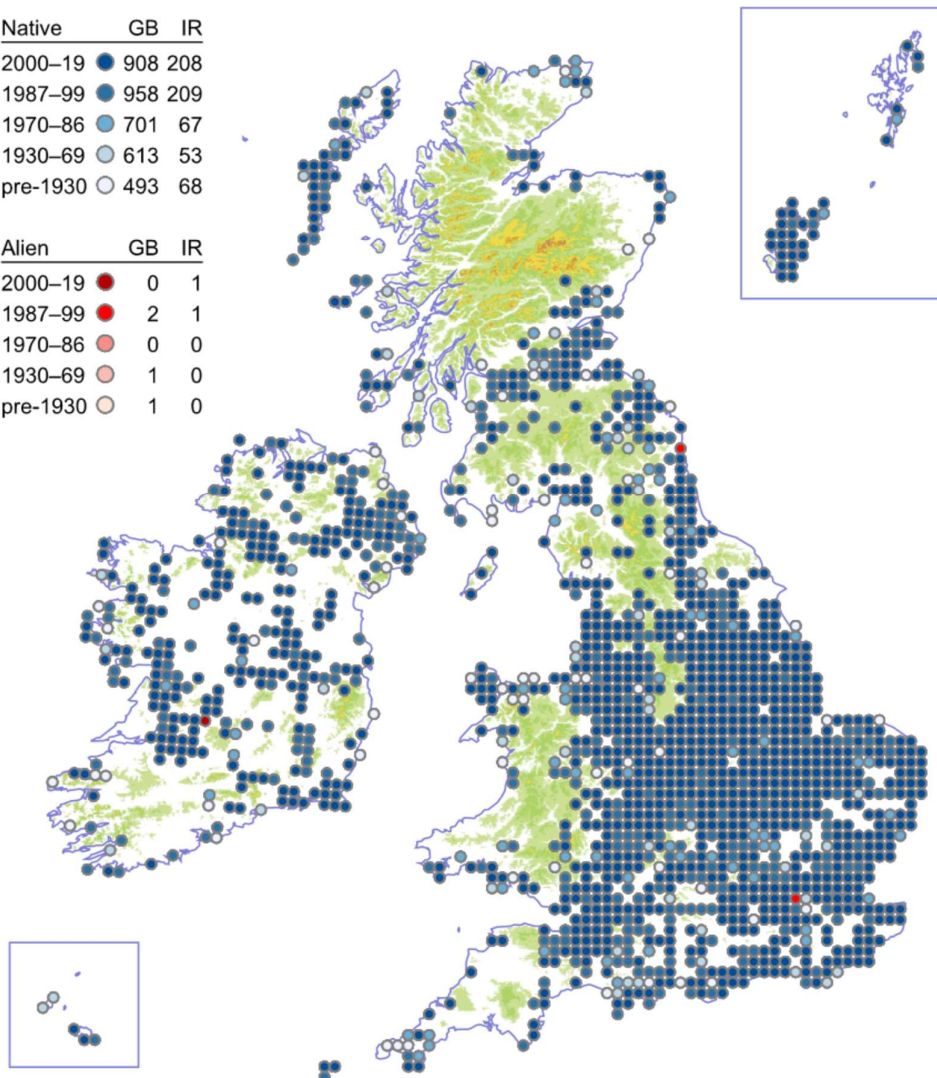 Native GB IR
2000–19 908 208
1987–99 958 209
1970–86 701 67
1930–69 613 53
pre-1930 493 68
Alien GB IR
2000–19 0 1
1987–99 2 1
1970–86 0 0
1930–69 1 0
pre-1930 1 0